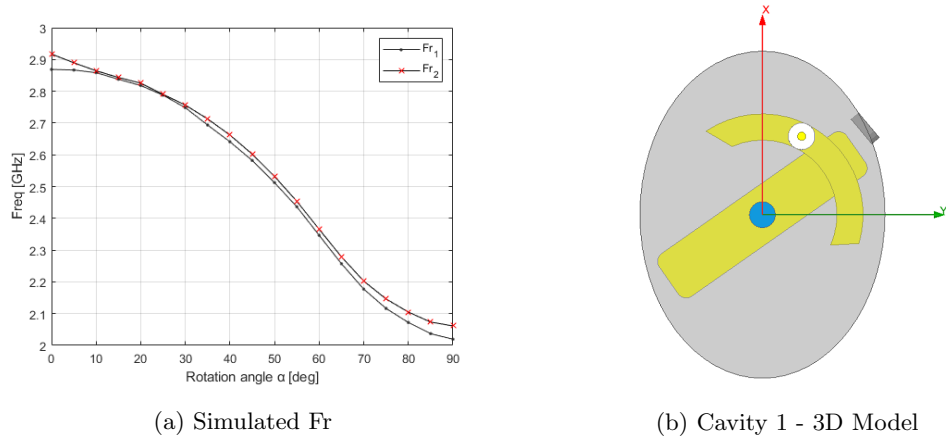 3
2.9
2.8
2.7
2.6
2.5
2.4
2.3
2.2
2.1
2
0 10 20 30 40 50 60 70 80 90
Freq [GHz]
Rotation angle α [deg]
Fr1
Fr2
X
Y
(a) Simulated Fr
(b) Cavity 1 - 3D Model